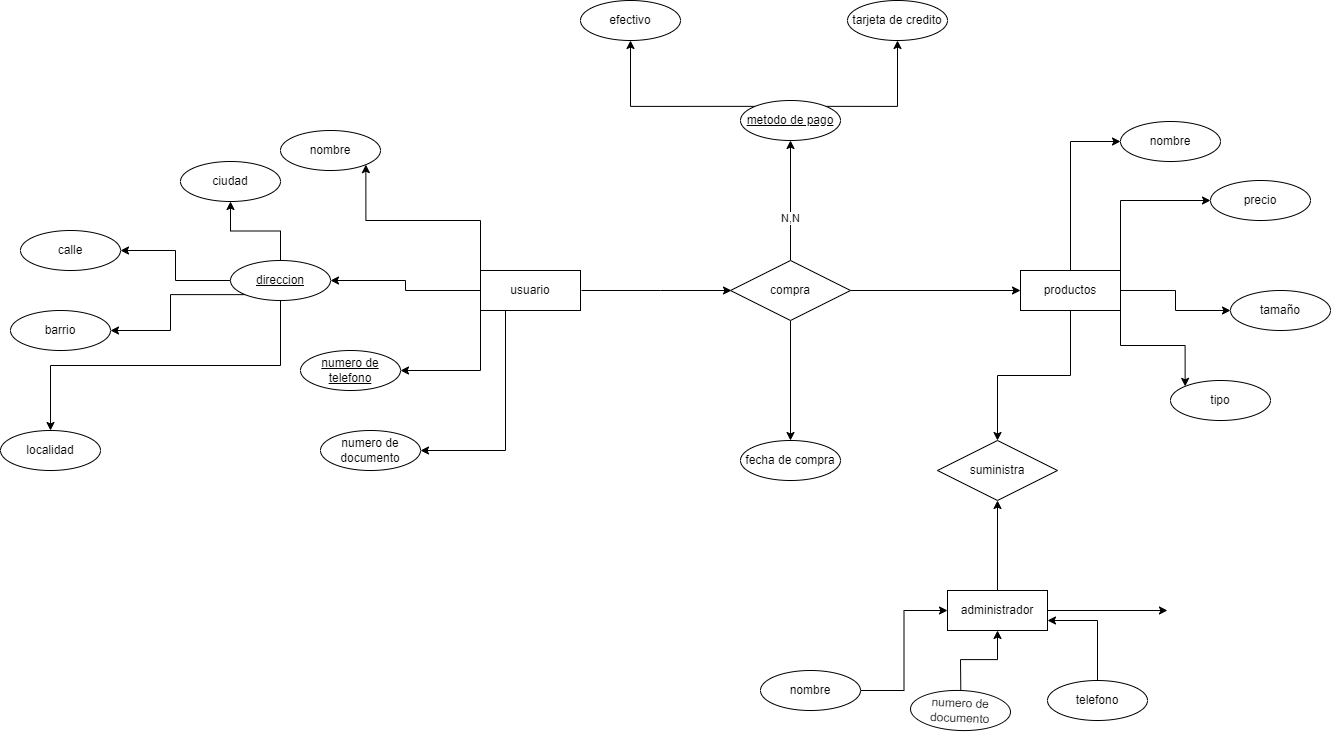 efectivo
tarjeta de credito
metodo de pago
nombre
nombre
ciudad
precio
N,N
calle
direccion
usuario
compra
productos
tamaño
barrio
numero de
telefono
tipo
localidad
numero de
documento
fecha de compra
suministra
administrador
nombre
numero de
documento
telefono